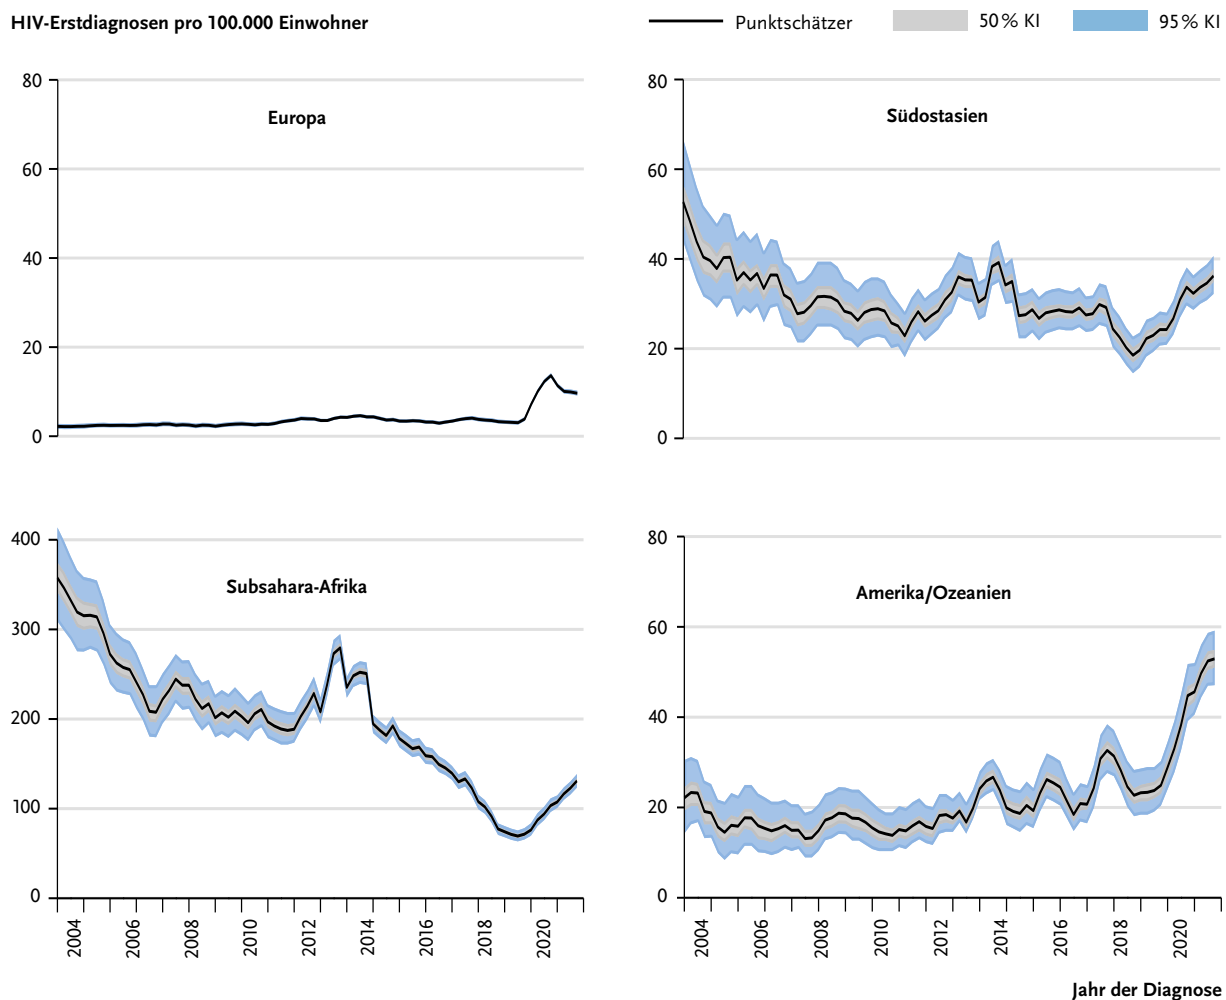 HIV-Erstdiagnosen pro 100.000 Einwohner
Punktschätzer 50 % KI 95 % KI
Europa
80
60
40
20
0
Südostasien
80
60
40
20
0
Subsahara-Afrika
400
300
200
100
0
2004 2006 2008 2010 2012 2014 2016 2018 2020
Amerika/Ozeanien
80
60
40
20
0
2004 2006 2008 2010 2012 2014 2016 2018 2020
Jahr der Diagnose